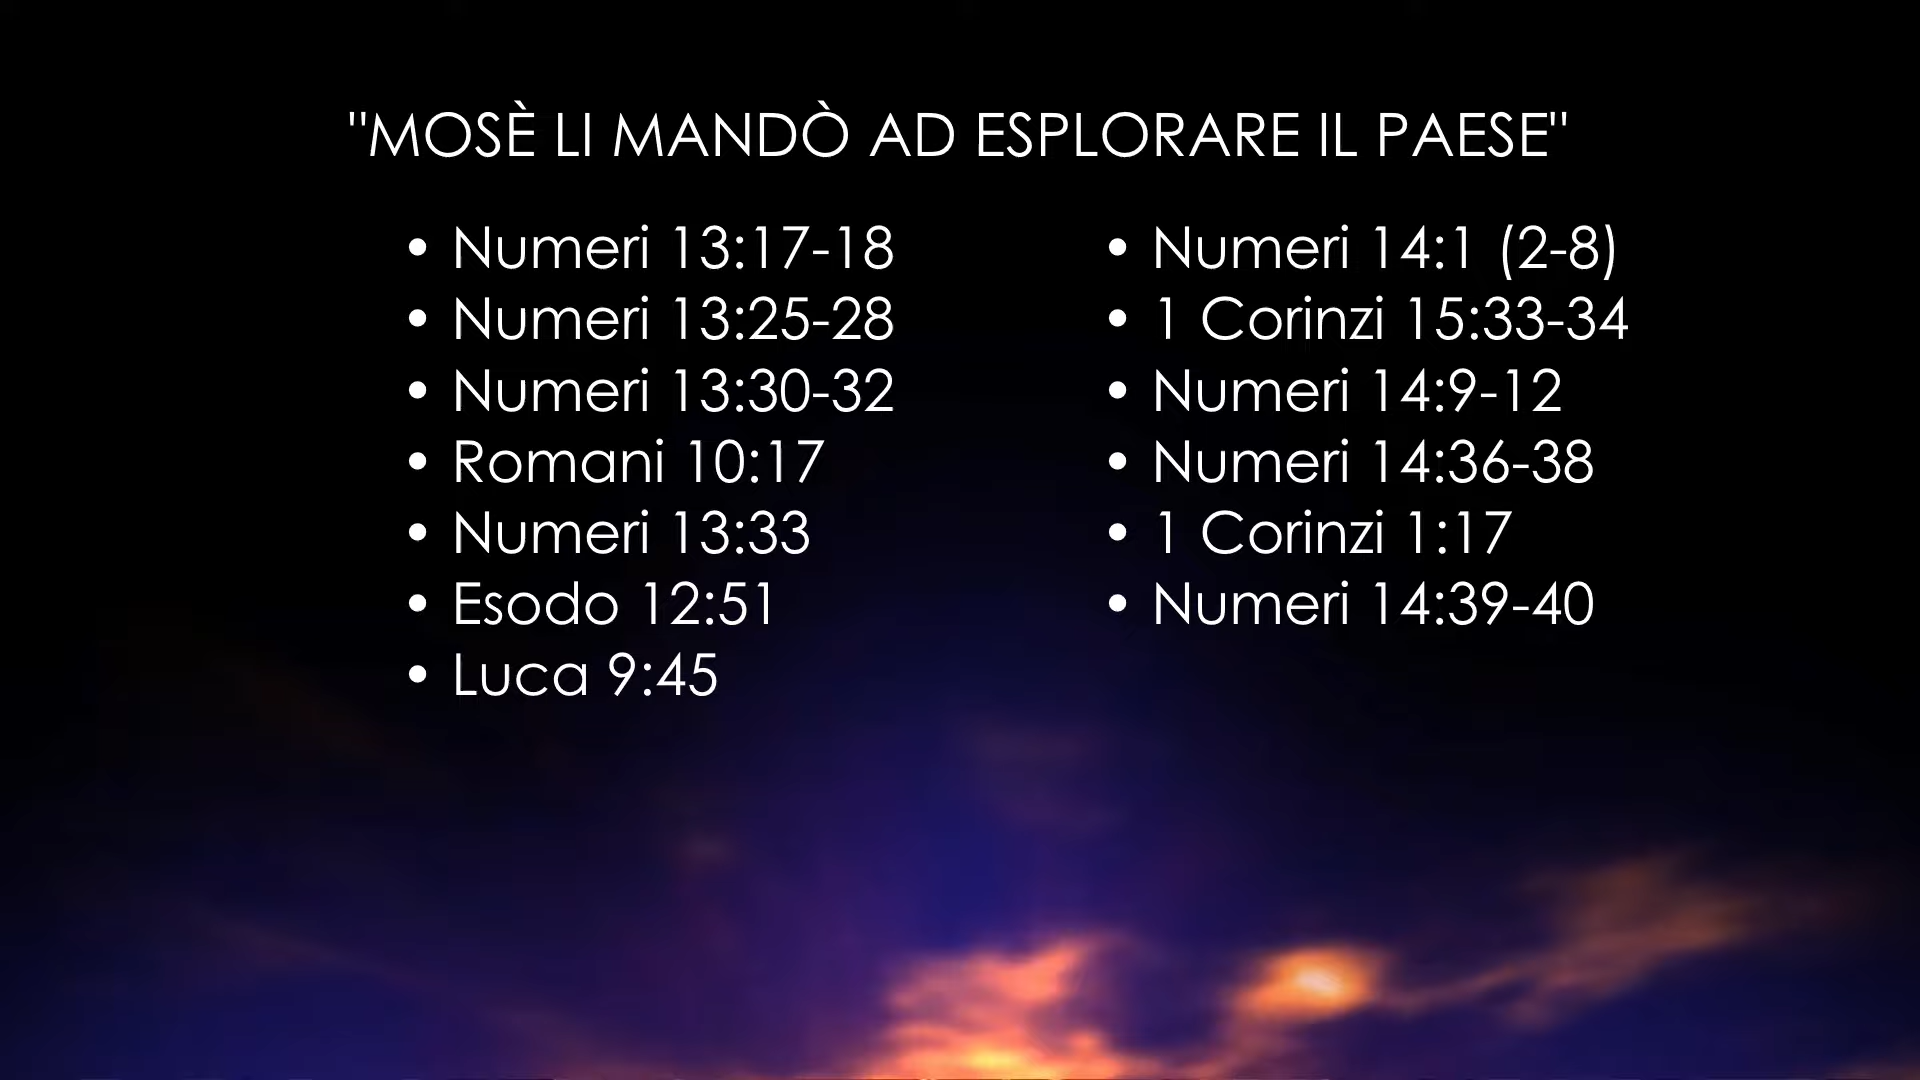 "MOSÈ LI MANDÒ AD ESPLORARE IL PAESE"
• Numeri 13:17-18
• Numeri 13:25-28
• Numeri 13:30-32
• Romani 10:17
• Numeri 13:33
• Esodo 12:51
• Luca 9:45
• Numeri 14:1 (2-8)
• 1 Corinzi 15:33-34
• Numeri 14:9-12
• Numeri 14:36-38
• 1 Corinzi 1:17
• Numeri 14:39-40